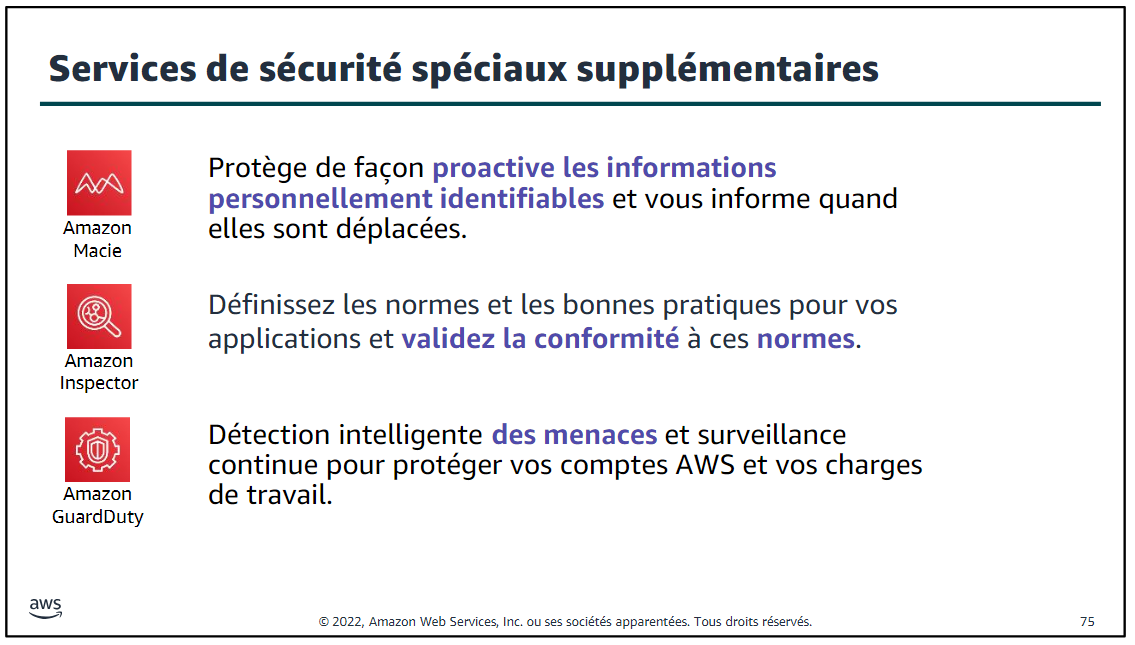 Services de sécurité spéciaux supplémentaires
Amazon
Macie
Protège de façon proactive les informations
personnellement identifiables et vous informe quand
elles sont déplacées.
Amazon
Inspector
Définissez les normes et les bonnes pratiques pour vos
applications et validez la conformité à ces normes.
Amazon
GuardDuty
Détection intelligente des menaces et surveillance
continue pour protéger vos comptes AWS et vos charges
de travail.
aws
© 2022, Amazon Web Services, Inc. ou ses sociétés apparentées. Tous droits réservés.
75